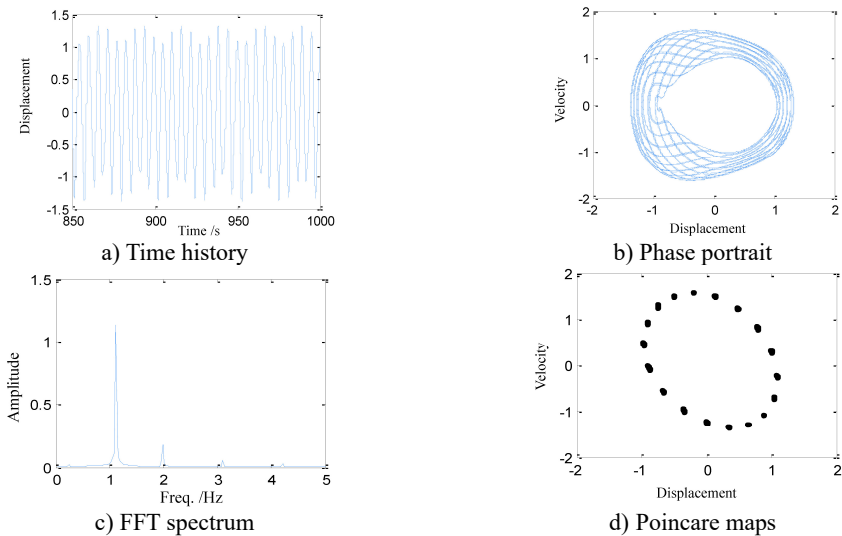 1.5
1
0.5
0
-0.5
-1
-1.5
Displacement
850 900 950 1000
Time /s
a) Time history
2
1
0
-1
-2
Velocity
-2 -1 0 1 2
Displacement
b) Phase portrait
1.5
1
0.5
0
Amplitude
0 1 2 3 4 5
Freq. /Hz
c) FFT spectrum
2
1
0
-1
-2
Velocity
-2 -1 0 1 2
Displacement
d) Poincare maps